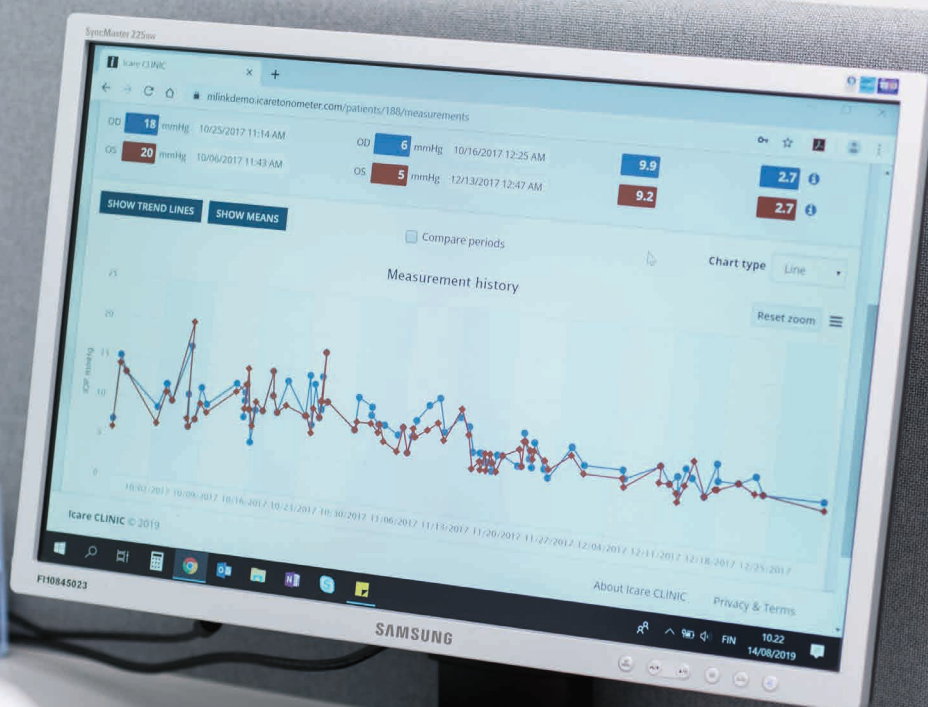 SyncMaster 225BW
Icare CLINIC × +
mlinkdemo.icaretonometer.com/patients/188/measurements
OD 18 mmHg 10/25/2017 11:14 AM OD 6 mmHg 10/16/2017 12:25 AM 9.9 2.7
OS 20 mmHg 10/06/2017 11:43 AM OS 5 mmHg 12/13/2017 12:47 AM 9.2 2.7
SHOW TREND LINES SHOW MEANS
Compare periods
Chart type Line
Measurement history
Reset zoom
25
20
15
10
5
0
IOP mmHg
10/02/2017 10/09/2017 10/16/2017 10/23/2017 10/30/2017 11/06/2017 11/13/2017 11/20/2017 11/27/2017 12/04/2017 12/11/2017 12/18/2017 12/25/2017
Icare CLINIC © 2019
About Icare CLINIC Privacy & Terms
FIN 10.22
14/08/2019
FI10845023
SAMSUNG